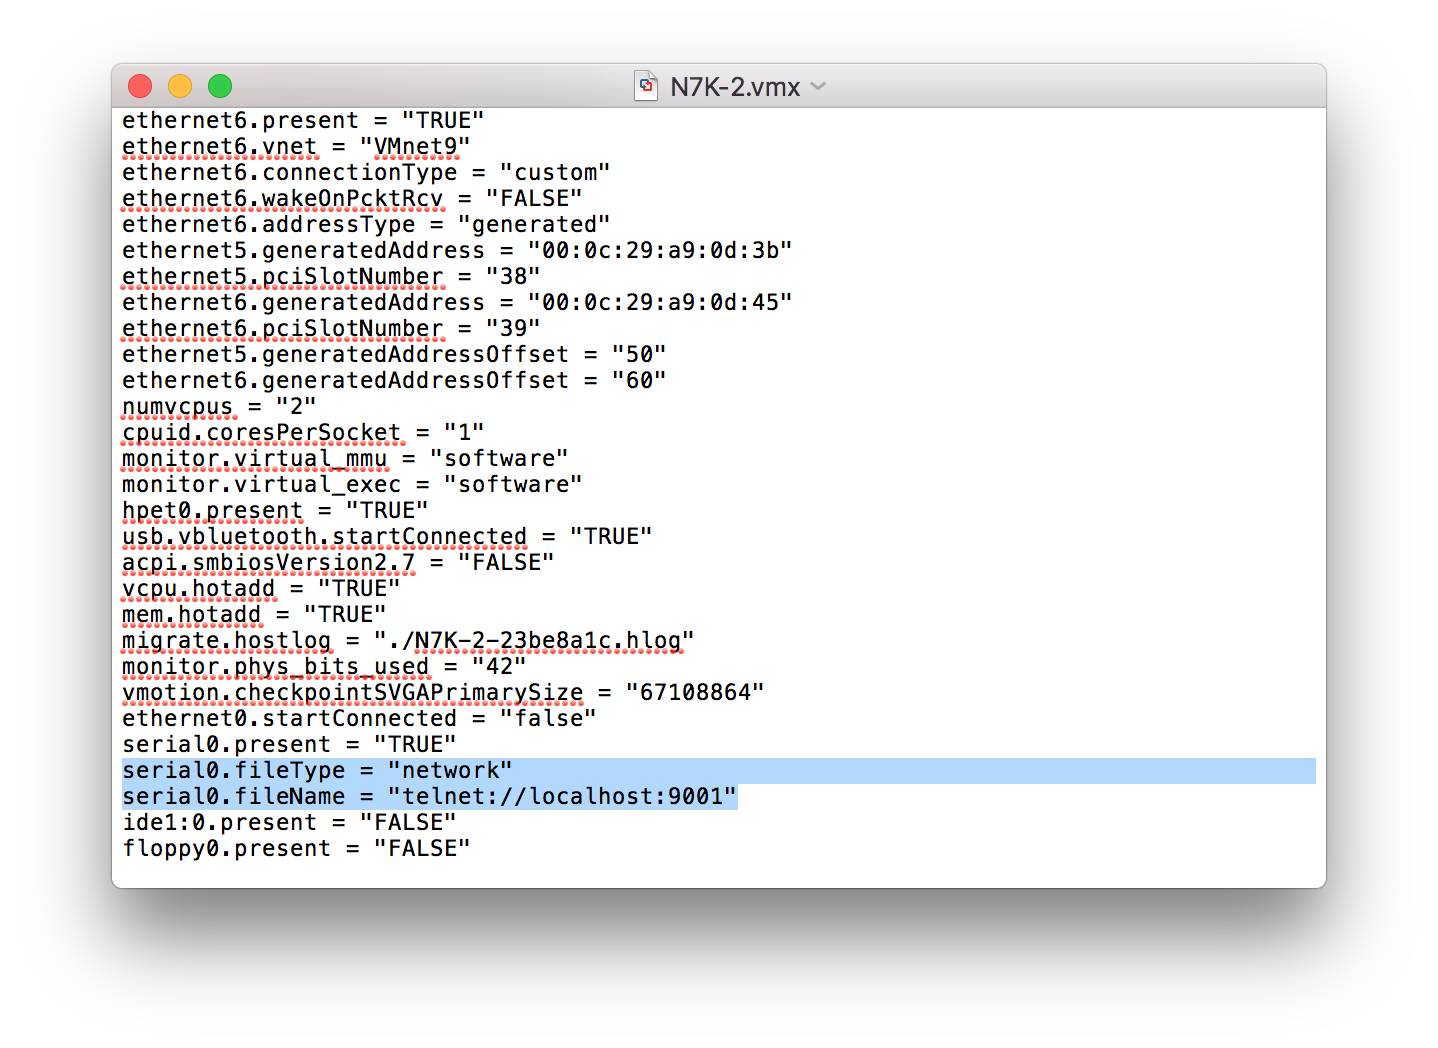 N7K-2.vmx
ethernet6.present = "TRUE"
ethernet6.vnet = "VMnet9"
ethernet6.connectionType = "custom"
ethernet6.wakeOnPcktRcv = "FALSE"
ethernet6.addressType = "generated"
ethernet5.generatedAddress = "00:0c:29:a9:0d:3b"
ethernet5.pciSlotNumber = "38"
ethernet6.generatedAddress = "00:0c:29:a9:0d:45"
ethernet6.pciSlotNumber = "39"
ethernet5.generatedAddressOffset = "50"
ethernet6.generatedAddressOffset = "60"
numvcpus = "2"
cpuid.coresPerSocket = "1"
monitor.virtual_mmu = "software"
monitor.virtual_exec = "software"
hpet0.present = "TRUE"
usb.vbluetooth.startConnected = "TRUE"
acpi.smbiosVersion2.7 = "FALSE"
vcpu.hotadd = "TRUE"
mem.hotadd = "TRUE"
migrate.hostlog = "./N7K-2-23be8a1c.hlog"
monitor.phys_bits_used = "42"
vmotion.checkpointSVGAPrimarySize = "67108864"
ethernet0.startConnected = "false"
serial0.present = "TRUE"
serial0.fileType = "network"
serial0.fileName = "telnet://localhost:9001"
ide1:0.present = "FALSE"
floppy0.present = "FALSE"